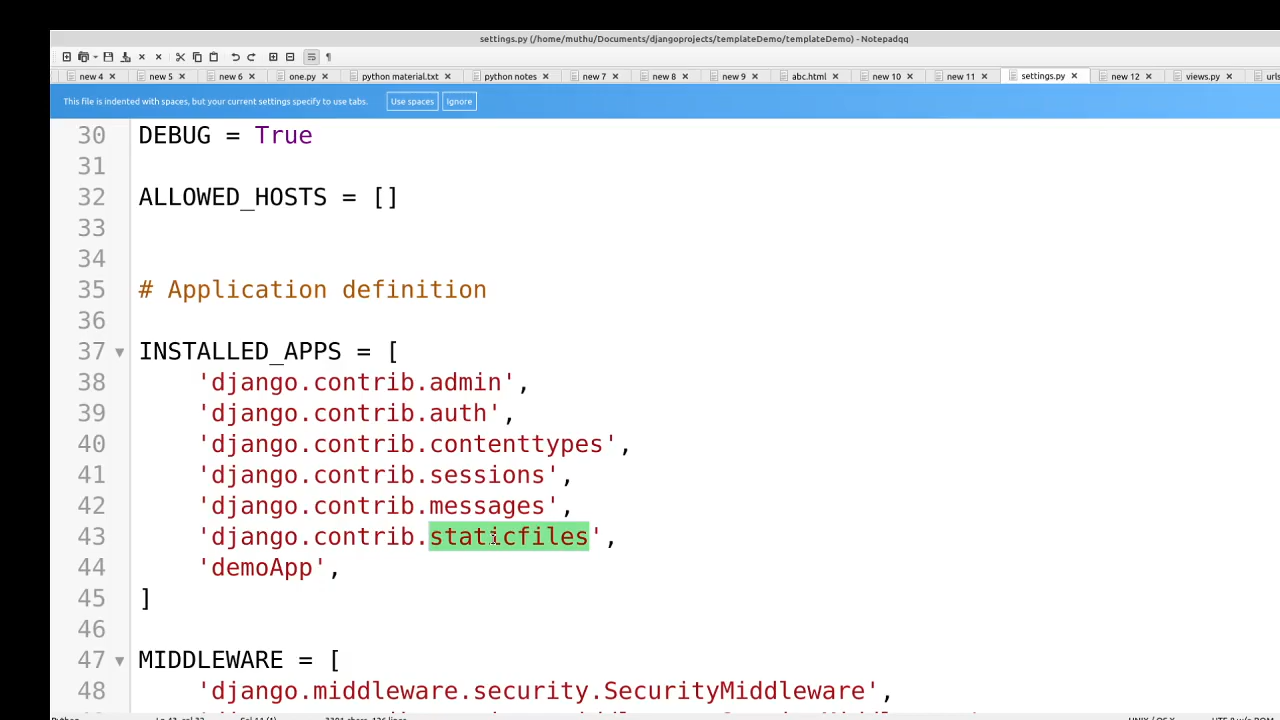 settings.py (/home/muthu/Documents/djangoprojects/templateDemo/templateDemo) - Notepadqq
new 4 new 5 new 6 one.py python material.txt python notes new 7 new 8 new 9 abc.html new 10 new 11 settings.py new 12 views.py urls
This file is indented with spaces, but your current settings specify to use tabs. Use spaces Ignore
30 DEBUG = True
31
32 ALLOWED_HOSTS = []
33
34
35 # Application definition
36
37 INSTALLED_APPS = [
38 'django.contrib.admin',
39 'django.contrib.auth',
40 'django.contrib.contenttypes',
41 'django.contrib.sessions',
42 'django.contrib.messages',
43 'django.contrib.staticfiles',
44 'demoApp',
45 ]
46
47 MIDDLEWARE = [
48 'django.middleware.security.SecurityMiddleware',